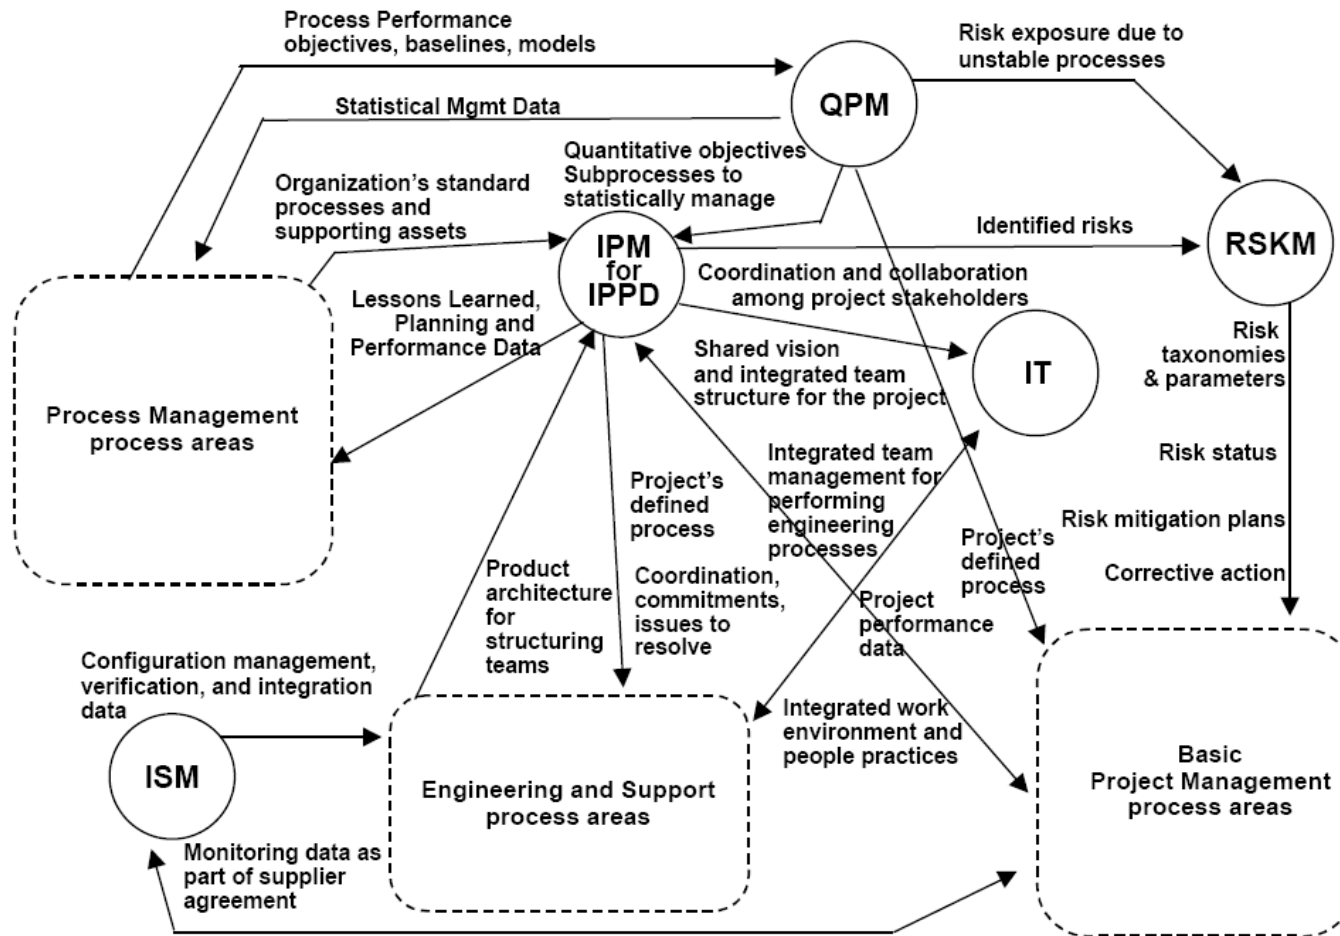 Process Performance
objectives, baselines, models
Risk exposure due to
unstable processes
QPM
Statistical Mgmt Data
Quantitative objectives
Subprocesses to
statistically manage
Organization's standard
processes and
supporting assets
Identified risks
RSKM
IPM
for
IPPD
Coordination and collaboration
among project stakeholders
Lessons Learned,
Planning and
Performance Data
Shared vision
and integrated team
structure for the project
IT
Risk
taxonomies
& parameters
Process Management
process areas
Risk status
Integrated team
management for
performing
engineering
processes
Project's
defined
process
Risk mitigation plans
Project's
defined
process
Corrective action
Product
architecture
for
structuring
teams
Coordination,
commitments,
issues to
resolve
Project
performance
data
Configuration management,
verification, and integration
data
Integrated work
environment and
people practices
ISM
Engineering and Support
process areas
Basic
Project Management
process areas
Monitoring data as
part of supplier
agreement